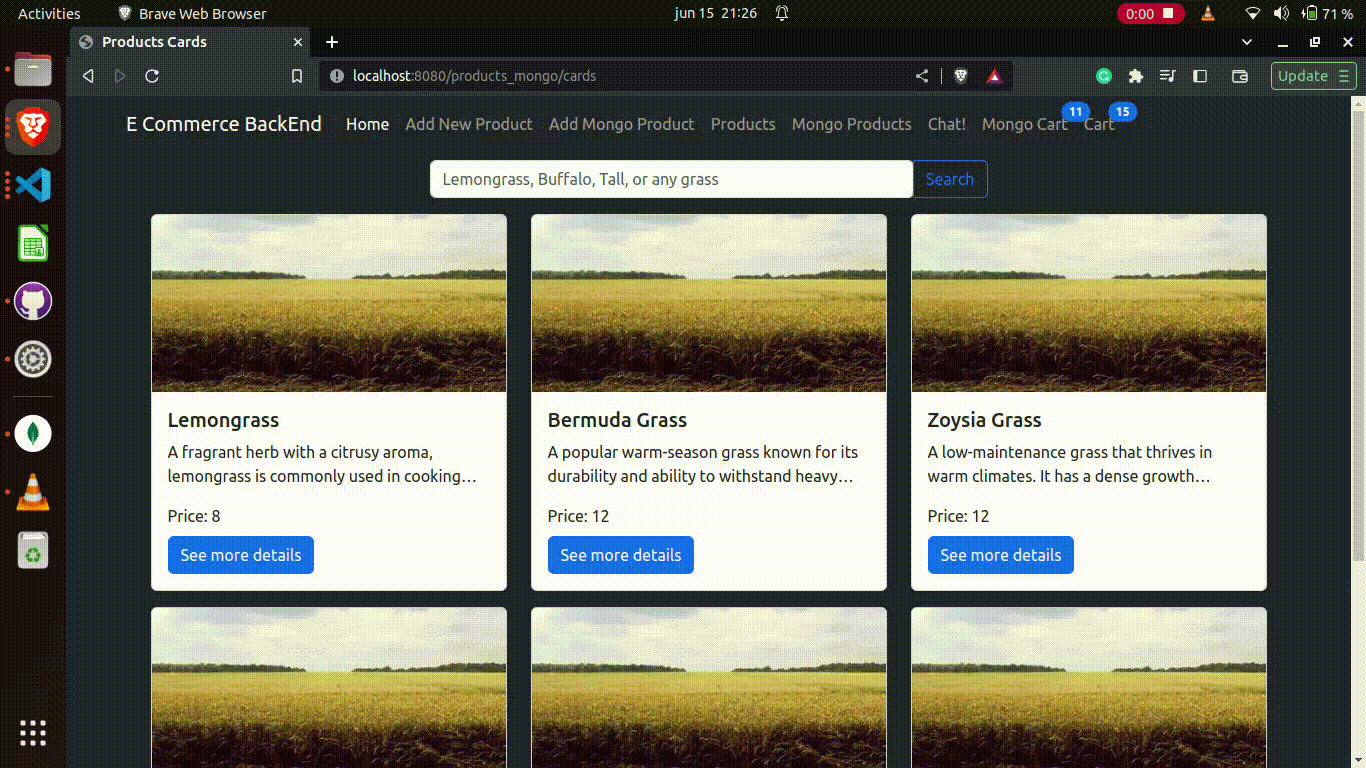 Activities Brave Web Browser jun 15 21:26 0:00 71 %
Products Cards
localhost:8080/products_mongo/cards Update
E Commerce BackEnd Home Add New Product Add Mongo Product Products Mongo Products Chat! Mongo Cart 11 Cart 15
Lemongrass, Buffalo, Tall, or any grass Search
Lemongrass
A fragrant herb with a citrusy aroma,
lemongrass is commonly used in cooking…
Price: 8
See more details
Bermuda Grass
A popular warm-season grass known for its
durability and ability to withstand heavy…
Price: 12
See more details
Zoysia Grass
A low-maintenance grass that thrives in
warm climates. It has a dense growth…
Price: 12
See more details